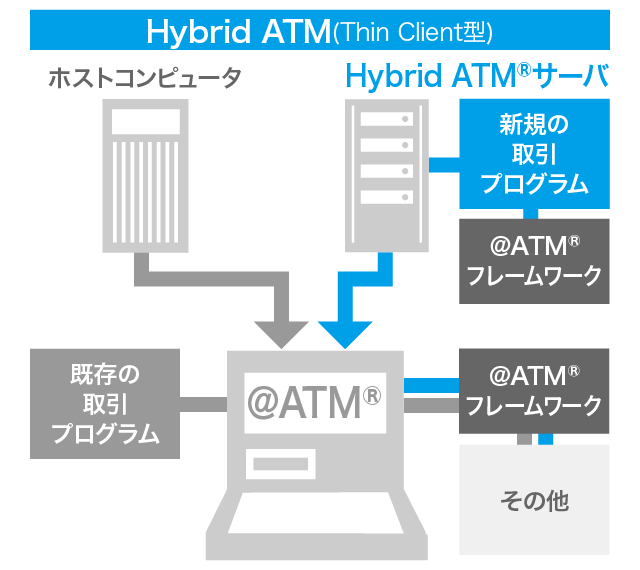 Hybrid ATM(Thin Client型)
ホストコンピュータ
Hybrid ATM®サーバ
新規の
取引
プログラム
@ATM®
フレームワーク
既存の
取引
プログラム
@ATM®
@ATM®
フレームワーク
その他